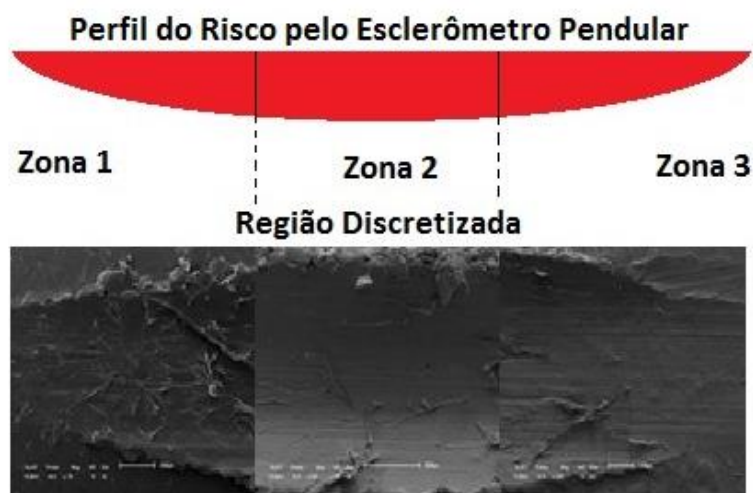 Perfil do Risco pelo Esclerômetro Pendular
Zona 1
Zona 2
Zona 3
Região Discretizada